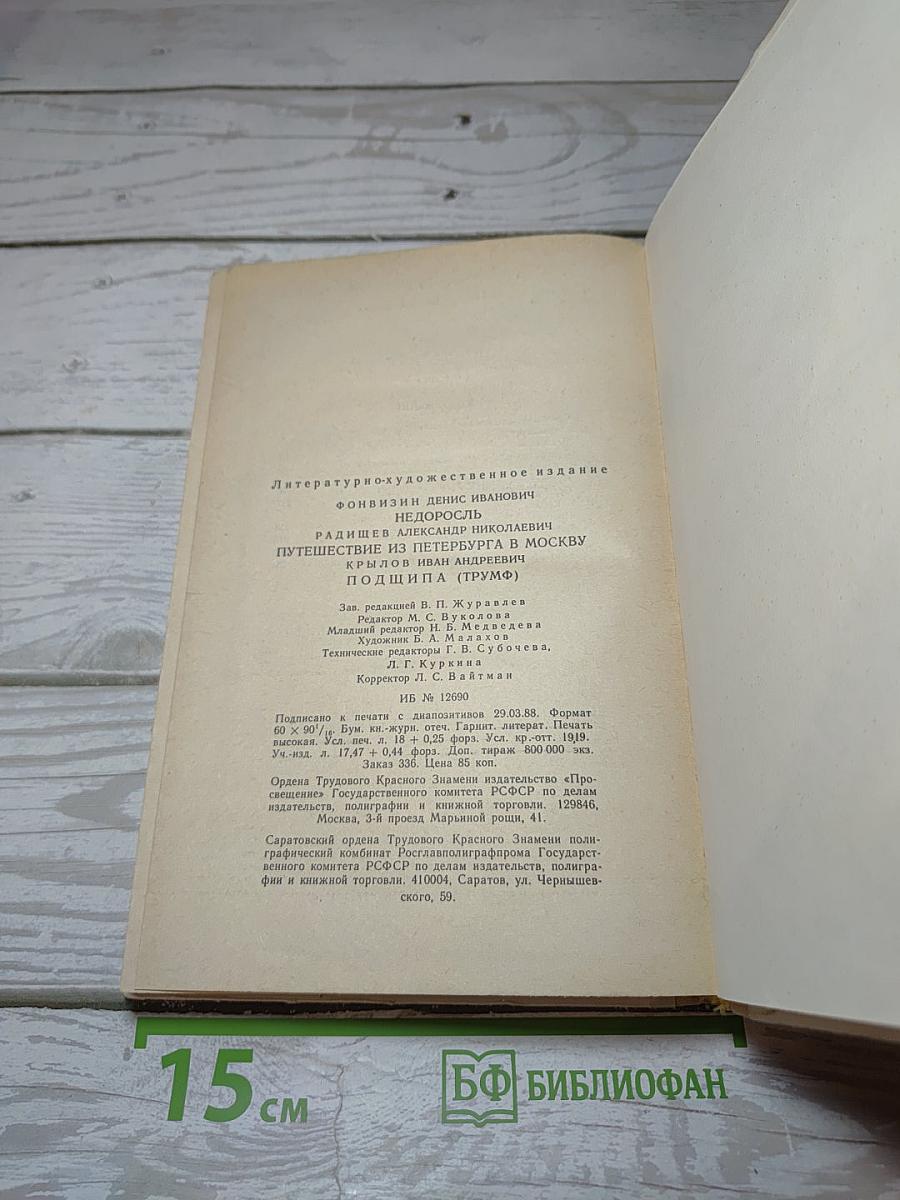 Литературно-художественное издание
ФОНВИЗИН ДЕНИС ИВАНОВИЧ
НЕДОРОСЛЬ
РАДИЩЕВ АЛЕКСАНДР НИКОЛАЕВИЧ
ПУТЕШЕСТВИЕ ИЗ ПЕТЕРБУРГА В МОСКВУ
КРЫЛОВ ИВАН АНДРЕЕВИЧ
ПОДЩИПА (ТРУМФ)
Зав. редакцией В. П. Журавлев
Редактор М. С. Вуколова
Младший редактор Н. Б. Медведева
Художник Б. А. Малахов
Технические редакторы Г. В. Субочева,
Л. Г. Куркина
Корректор Л. С. Вайтман
ИБ № 12690
Подписано к печати с диапозитивов 29.03.88. Формат
60 × 90¹/₁₆. Бум. кн.-журн. отеч. Гарнит. литерат. Печать
высокая. Усл. печ. л. 18 + 0,25 форз. Усл. кр.-отт. 19,19.
Уч.-изд. л. 17,47 + 0,44 форз. Доп. тираж 800 000 экз.
Заказ 336. Цена 85 коп.
Ордена Трудового Красного Знамени издательство «Про-
свещение» Государственного комитета РСФСР по делам
издательств, полиграфии и книжной торговли. 129846,
Москва, 3-й проезд Марьиной рощи, 41.
Саратовский ордена Трудового Красного Знамени поли-
графический комбинат Росглавполиграфпрома Государст-
венного комитета РСФСР по делам издательств, полигра-
фии и книжной торговли. 410004, Саратов, ул. Чернышев-
ского, 59.
15 см
БФ БИБЛИОФАН